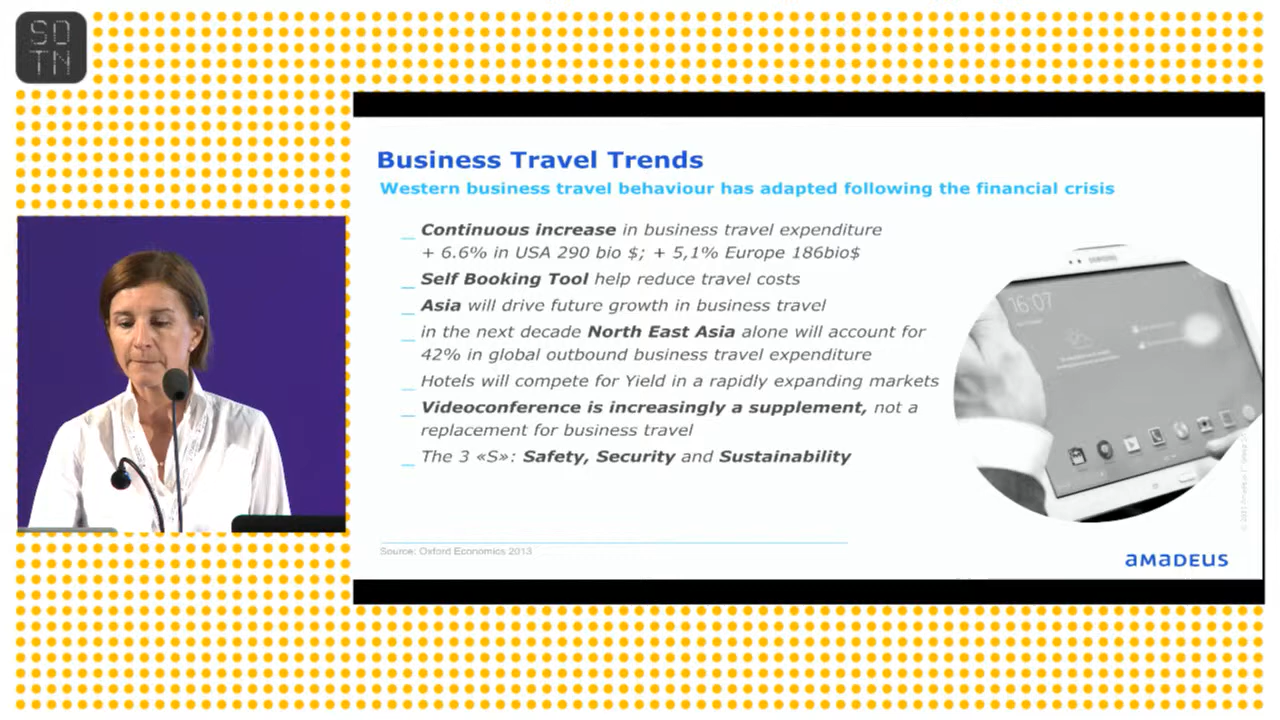 SO
TN
Business Travel Trends
Western business travel behaviour has adapted following the financial crisis
_ Continuous increase in business travel expenditure
+ 6.6% in USA 290 bio $; + 5,1% Europe 186bio$
_ Self Booking Tool help reduce travel costs
_ Asia will drive future growth in business travel
_ in the next decade North East Asia alone will account for
42% in global outbound business travel expenditure
_ Hotels will compete for Yield in a rapidly expanding markets
_ Videoconference is increasingly a supplement, not a
replacement for business travel
_ The 3 «S»: Safety, Security and Sustainability
SAMSUNG
16:07
Source: Oxford Economics 2013
amadeus